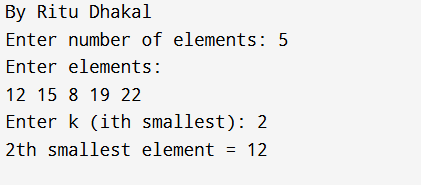 By Ritu Dhakal
Enter number of elements: 5
Enter elements:
12 15 8 19 22
Enter k (ith smallest): 2
2th smallest element = 12